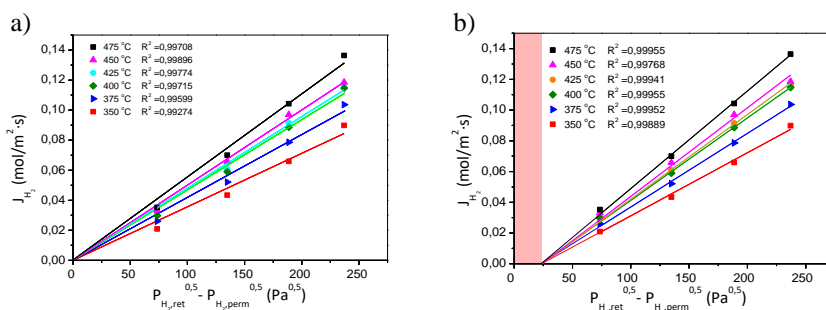 a)
0,14
0,12
0,10
0,08
0,06
0,04
0,02
0,00
J_H₂ (mol/m²·s)
475 °C R² =0,99708
450 °C R² =0,99896
425 °C R² =0,99774
400 °C R² =0,99715
375 °C R² =0,99599
350 °C R² =0,99274
0 50 100 150 200 250
P_H₂,ret^0,5 - P_H₂,perm^0,5 (Pa^0,5)
b)
0,14
0,12
0,10
0,08
0,06
0,04
0,02
0,00
J_H₂ (mol/m²·s)
475 °C R² =0,99955
450 °C R² =0,99768
425 °C R² =0,99941
400 °C R² =0,99955
375 °C R² =0,99952
350 °C R² =0,99889
0 50 100 150 200 250
P_H ,ret^0,5 - P_H ,perm^0,5 (Pa^0,5)